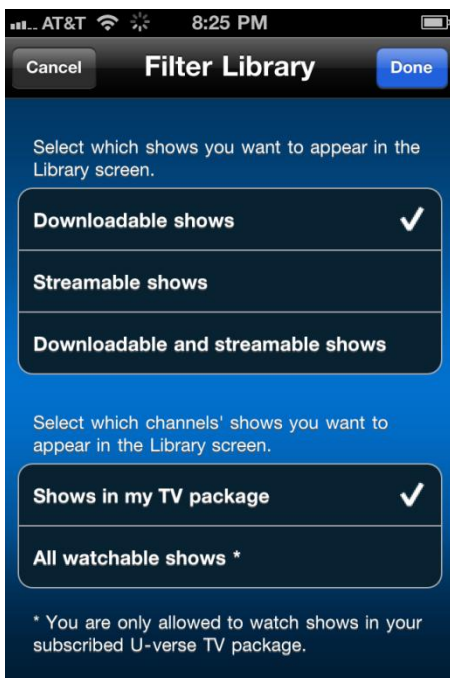 AT&T 8:25 PM
Cancel Filter Library Done
Select which shows you want to appear in the
Library screen.
Downloadable shows
Streamable shows
Downloadable and streamable shows
Select which channels' shows you want to
appear in the Library screen.
Shows in my TV package
All watchable shows *
* You are only allowed to watch shows in your
subscribed U-verse TV package.